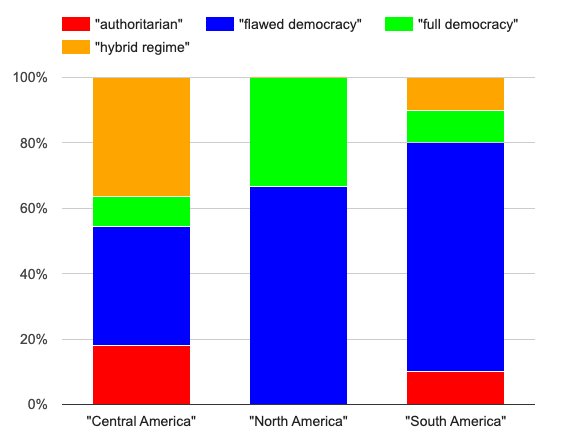 "authoritarian" "flawed democracy" "full democracy"
"hybrid regime"
100%
80%
60%
40%
20%
0%
"Central America" "North America" "South America"